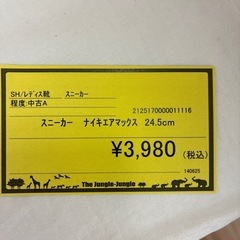 SH/レディス靴　スニーカー
程度:中古A
2125170000011116
スニーカー　ナイキエアマックス　24.5cm
¥3,980(税込)
The Jungle-Jungle
140625